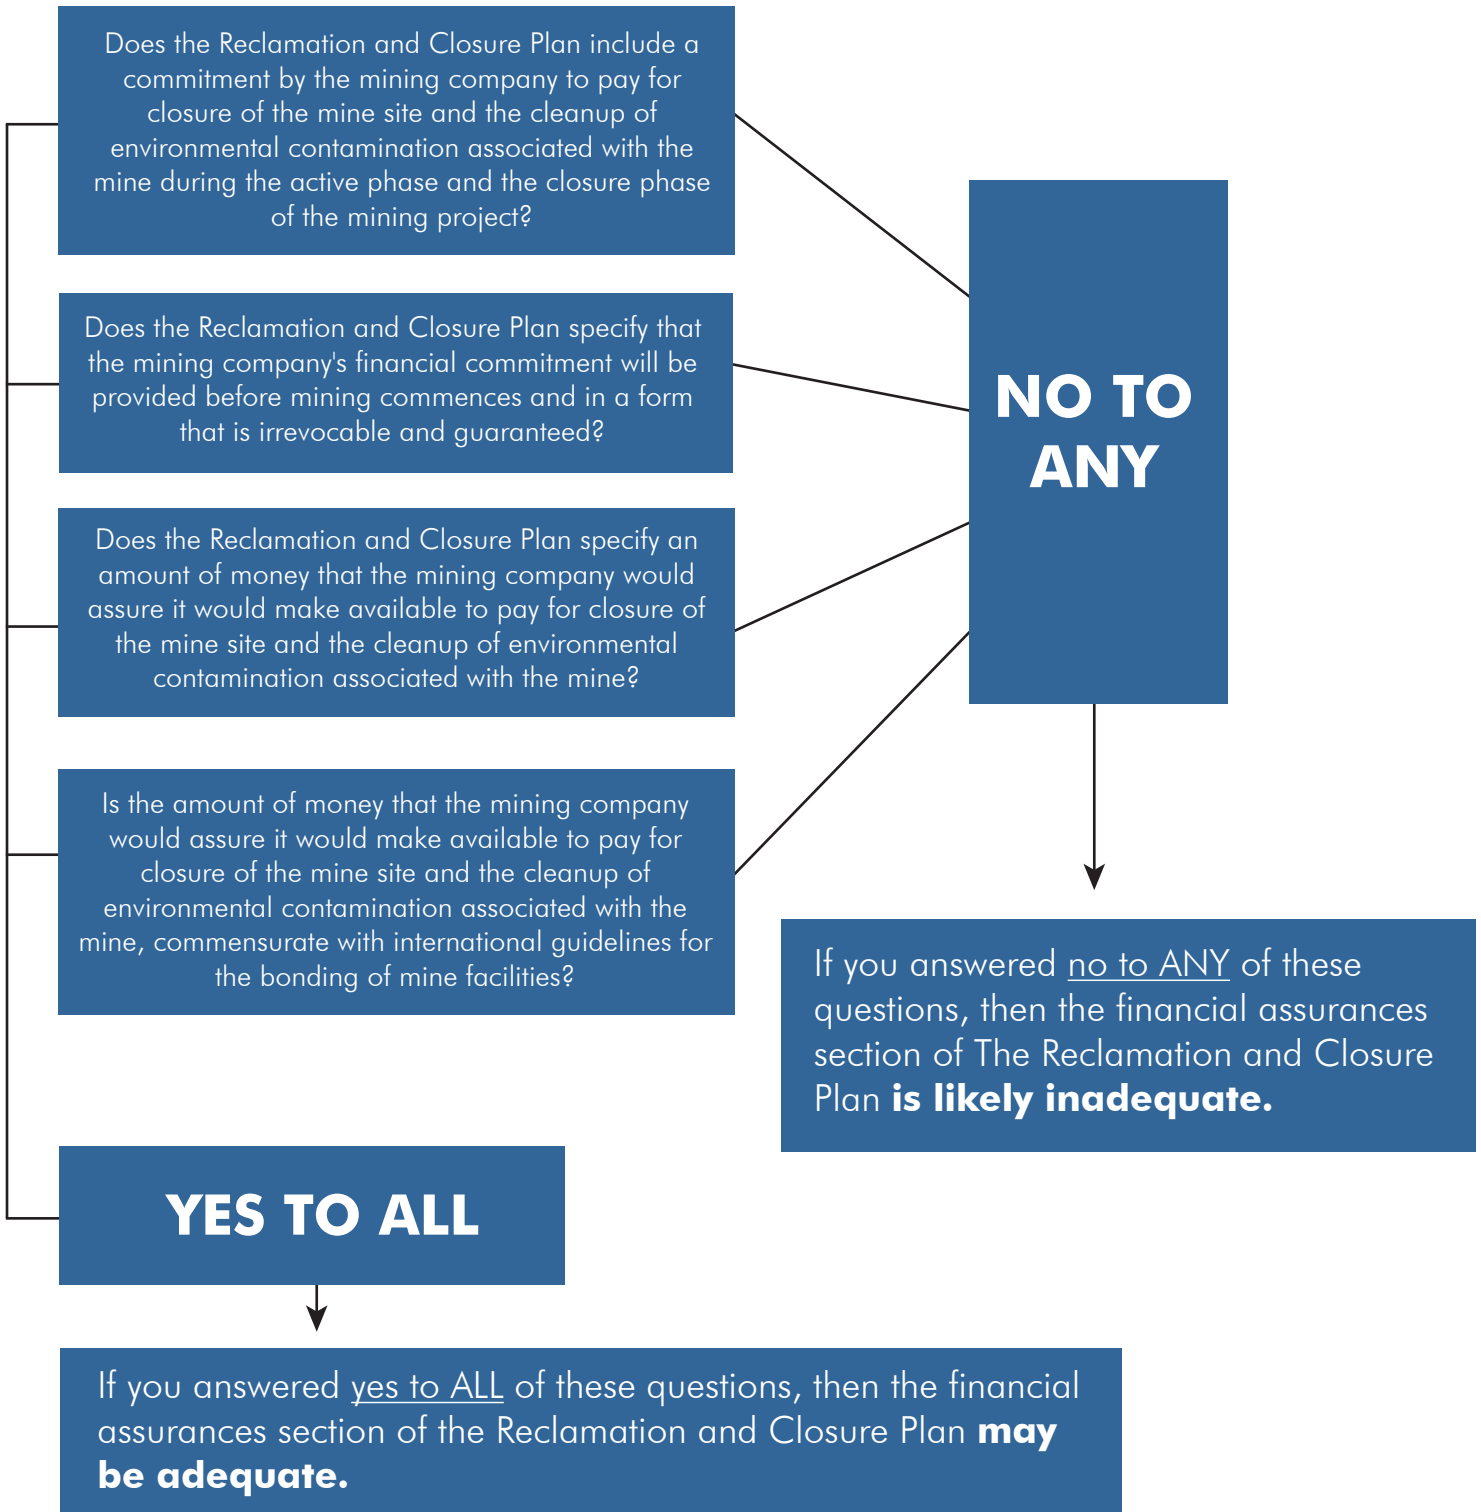 Does the Reclamation and Closure Plan include a
commitment by the mining company to pay for
closure of the mine site and the cleanup of
environmental contamination associated with the
mine during the active phase and the closure phase
of the mining project?
Does the Reclamation and Closure Plan specify that
the mining company's financial commitment will be
provided before mining commences and in a form
that is irrevocable and guaranteed?
Does the Reclamation and Closure Plan specify an
amount of money that the mining company would
assure it would make available to pay for closure of
the mine site and the cleanup of environmental
contamination associated with the mine?
Is the amount of money that the mining company
would assure it would make available to pay for
closure of the mine site and the cleanup of
environmental contamination associated with the
mine, commensurate with international guidelines for
the bonding of mine facilities?
NO TO
ANY
If you answered no to ANY of these
questions, then the financial assurances
section of The Reclamation and Closure
Plan is likely inadequate.
YES TO ALL
If you answered yes to ALL of these questions, then the financial
assurances section of the Reclamation and Closure Plan may
be adequate.